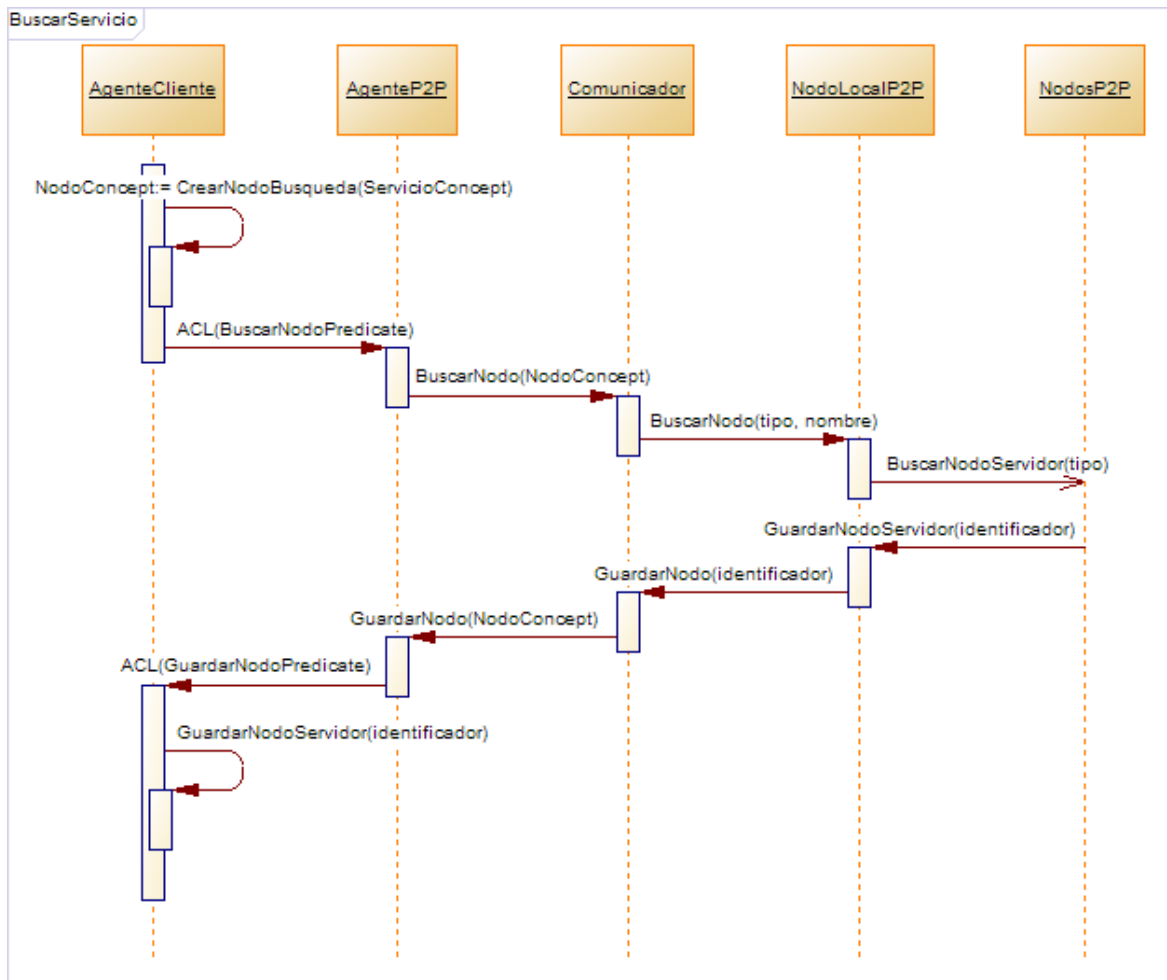 BuscarServicio
AgenteCliente
AgenteP2P
Comunicador
NodoLocalP2P
NodosP2P
NodoConcept:= CrearNodoBusqueda(ServicioConcept)
ACL(BuscarNodoPredicate)
BuscarNodo(NodoConcept)
BuscarNodo(tipo, nombre)
BuscarNodoServidor(tipo)
GuardarNodoServidor(identificador)
GuardarNodo(identificador)
GuardarNodo(NodoConcept)
ACL(GuardarNodoPredicate)
GuardarNodoServidor(identificador)